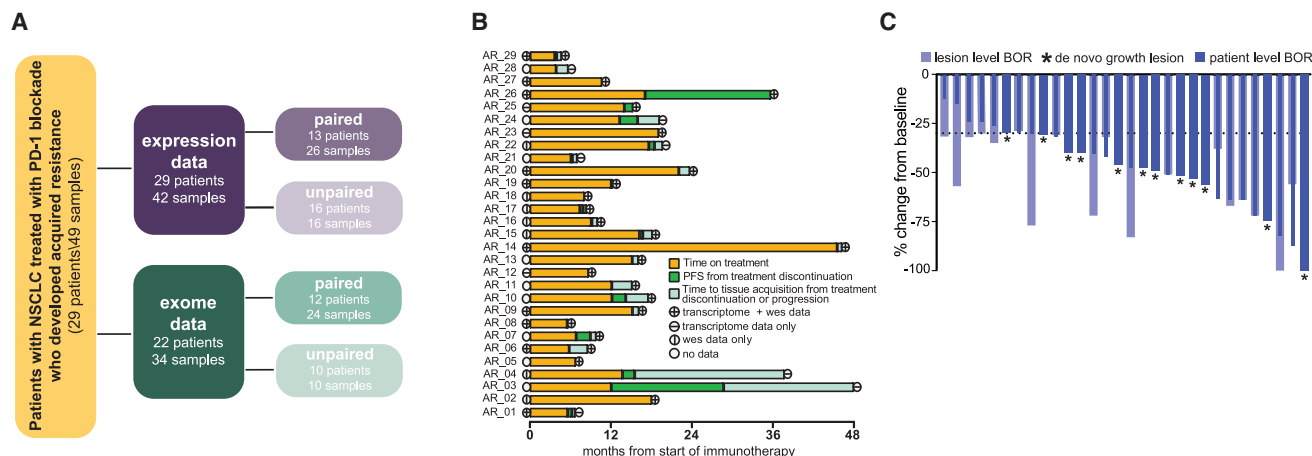 A
Patients with NSCLC treated with PD-1 blockade
who developed acquired resistance
(29 patients\49 samples)
expression
data
29 patients
42 samples
paired
13 patients
26 samples
unpaired
16 patients
16 samples
exome
data
22 patients
34 samples
paired
12 patients
24 samples
unpaired
10 patients
10 samples
B
AR_29
AR_28
AR_27
AR_26
AR_25
AR_24
AR_23
AR_22
AR_21
AR_20
AR_19
AR_18
AR_17
AR_16
AR_15
AR_14
AR_13
AR_12
AR_11
AR_10
AR_09
AR_08
AR_07
AR_06
AR_05
AR_04
AR_03
AR_02
AR_01
Time on treatment
PFS from treatment discontinuation
Time to tissue acquisition from treatment
discontinuation or progression
transcriptome + wes data
transcriptome data only
wes data only
no data
0 12 24 36 48
months from start of immunotherapy
C
lesion level BOR * de novo growth lesion patient level BOR
% change from baseline
0
-25
-50
-75
-100
* * * * * * * * * * * * *